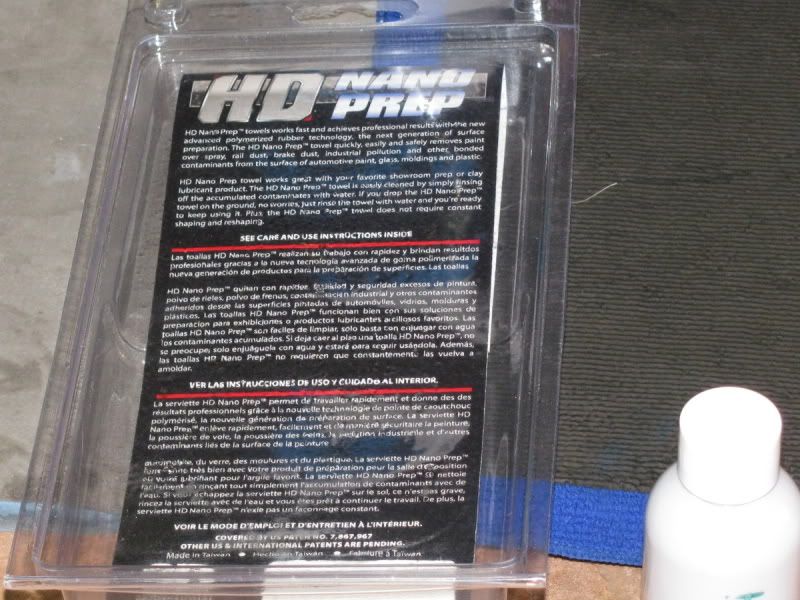 HD NANO PREP
HD Nano Prep™ towels works fast and achieves professional results with the new
advanced polymerized rubber technology, the next generation of surface
preparation. The HD Nano Prep™ towel quickly, easily and safely removes paint
over spray, rail dust, brake dust, industrial pollution and other bonded
contaminants from the surface of automotive paint, glass, moldings and plastic.
HD Nano Prep towel works great with your favorite showroom prep or clay
lubricant product. The HD Nano Prep™ towel is easily cleaned by simply rinsing
off the accumulated contaminates with water. If you drop the HD Nano Prep™
towel on the ground, no worries, just rinse the towel with water and you're ready
to keep using it. Plus, the HD Nano Prep™ towel does not require constant
shaping and reshaping.
SEE CARE AND USE INSTRUCTIONS INSIDE
Las toallas HD Nano Prep™ realizan su trabajo con rapidez y brindan resultdos
profesionales gracias a la nueva tecnología avanzada de goma polimerizada la
nueva generación de productos para la preparación de superficies. Las toallas
HD Nano Prep™ quitan con rapidez, facilidad y seguridad excesos de pintura,
polvo de rieles, polvo de frenos, contaminación industrial y otros contaminantes
adheridos desde las superficies pintadas de automóviles, vidrios, molduras y
plásticos. Las toallas HD Nano Prep™ funcionan bien con sus soluciones de
preparación para exhibiciones o productos lubricantes arcillosos favoritos. Las
toallas HD Nano Prep™ son fáciles de limpiar, solo basta con enjuagar con agua
los contaminantes acumulados. Si deja caer al piso una toalla HD Nano Prep™, no
se preocupe, solo enjuáguela con agua y estará para seguir usándola. Además,
las toallas HD Nano Prep™ no requieren que constantemente las vuelva a
amoldar.
VER LAS INSTRUCCIONES DE USO Y CUIDADO AL INTERIOR.
La serviette HD Nano Prep™ permet de travailler rapidement et donne des des
résultats professionnels grâce à la nouvelle technologie de pointe de caoutchouc
polymérisé, la nouvelle génération de préparation de surface. La serviette HD
Nano Prep™ enlève rapidement, facilement et de manière sécuritaire la peinture,
la poussière de voie, la poussière des freins, la pollution industrielle et d'autres
contaminants liés de la surface de la peinture
automobile, du verre, des moulures et du plastique. La serviette HD Nano Prep™
très bien avec votre produit de préparation pour la salle d'exposition
ou votre lubrifiant pour l'argile favori. La serviette HD Nano Prep™ se nettoie
facilement en rinçant tout simplement l'accumulation de contaminants avec de
l'eau. Si vous échappez la serviette HD Nano Prep™ sur le sol, ce n'est pas grave,
rincez la serviette avec de l'eau et vous êtes prêt à continuer le travail. De plus, la
serviette HD Nano Prep™ n'exie pas un façonnage constant.
VOIR LE MODE D'EMPLOI ET D'ENTRETIEN À L'INTÉRIEUR.
COVERED BY US PATEN NO. 7,667,967
OTHER US & INTERNATIONAL PATENTS ARE PENDING.
Made in Taiwan ● Hecho en Taiwán ● Fabriure à Taiwan